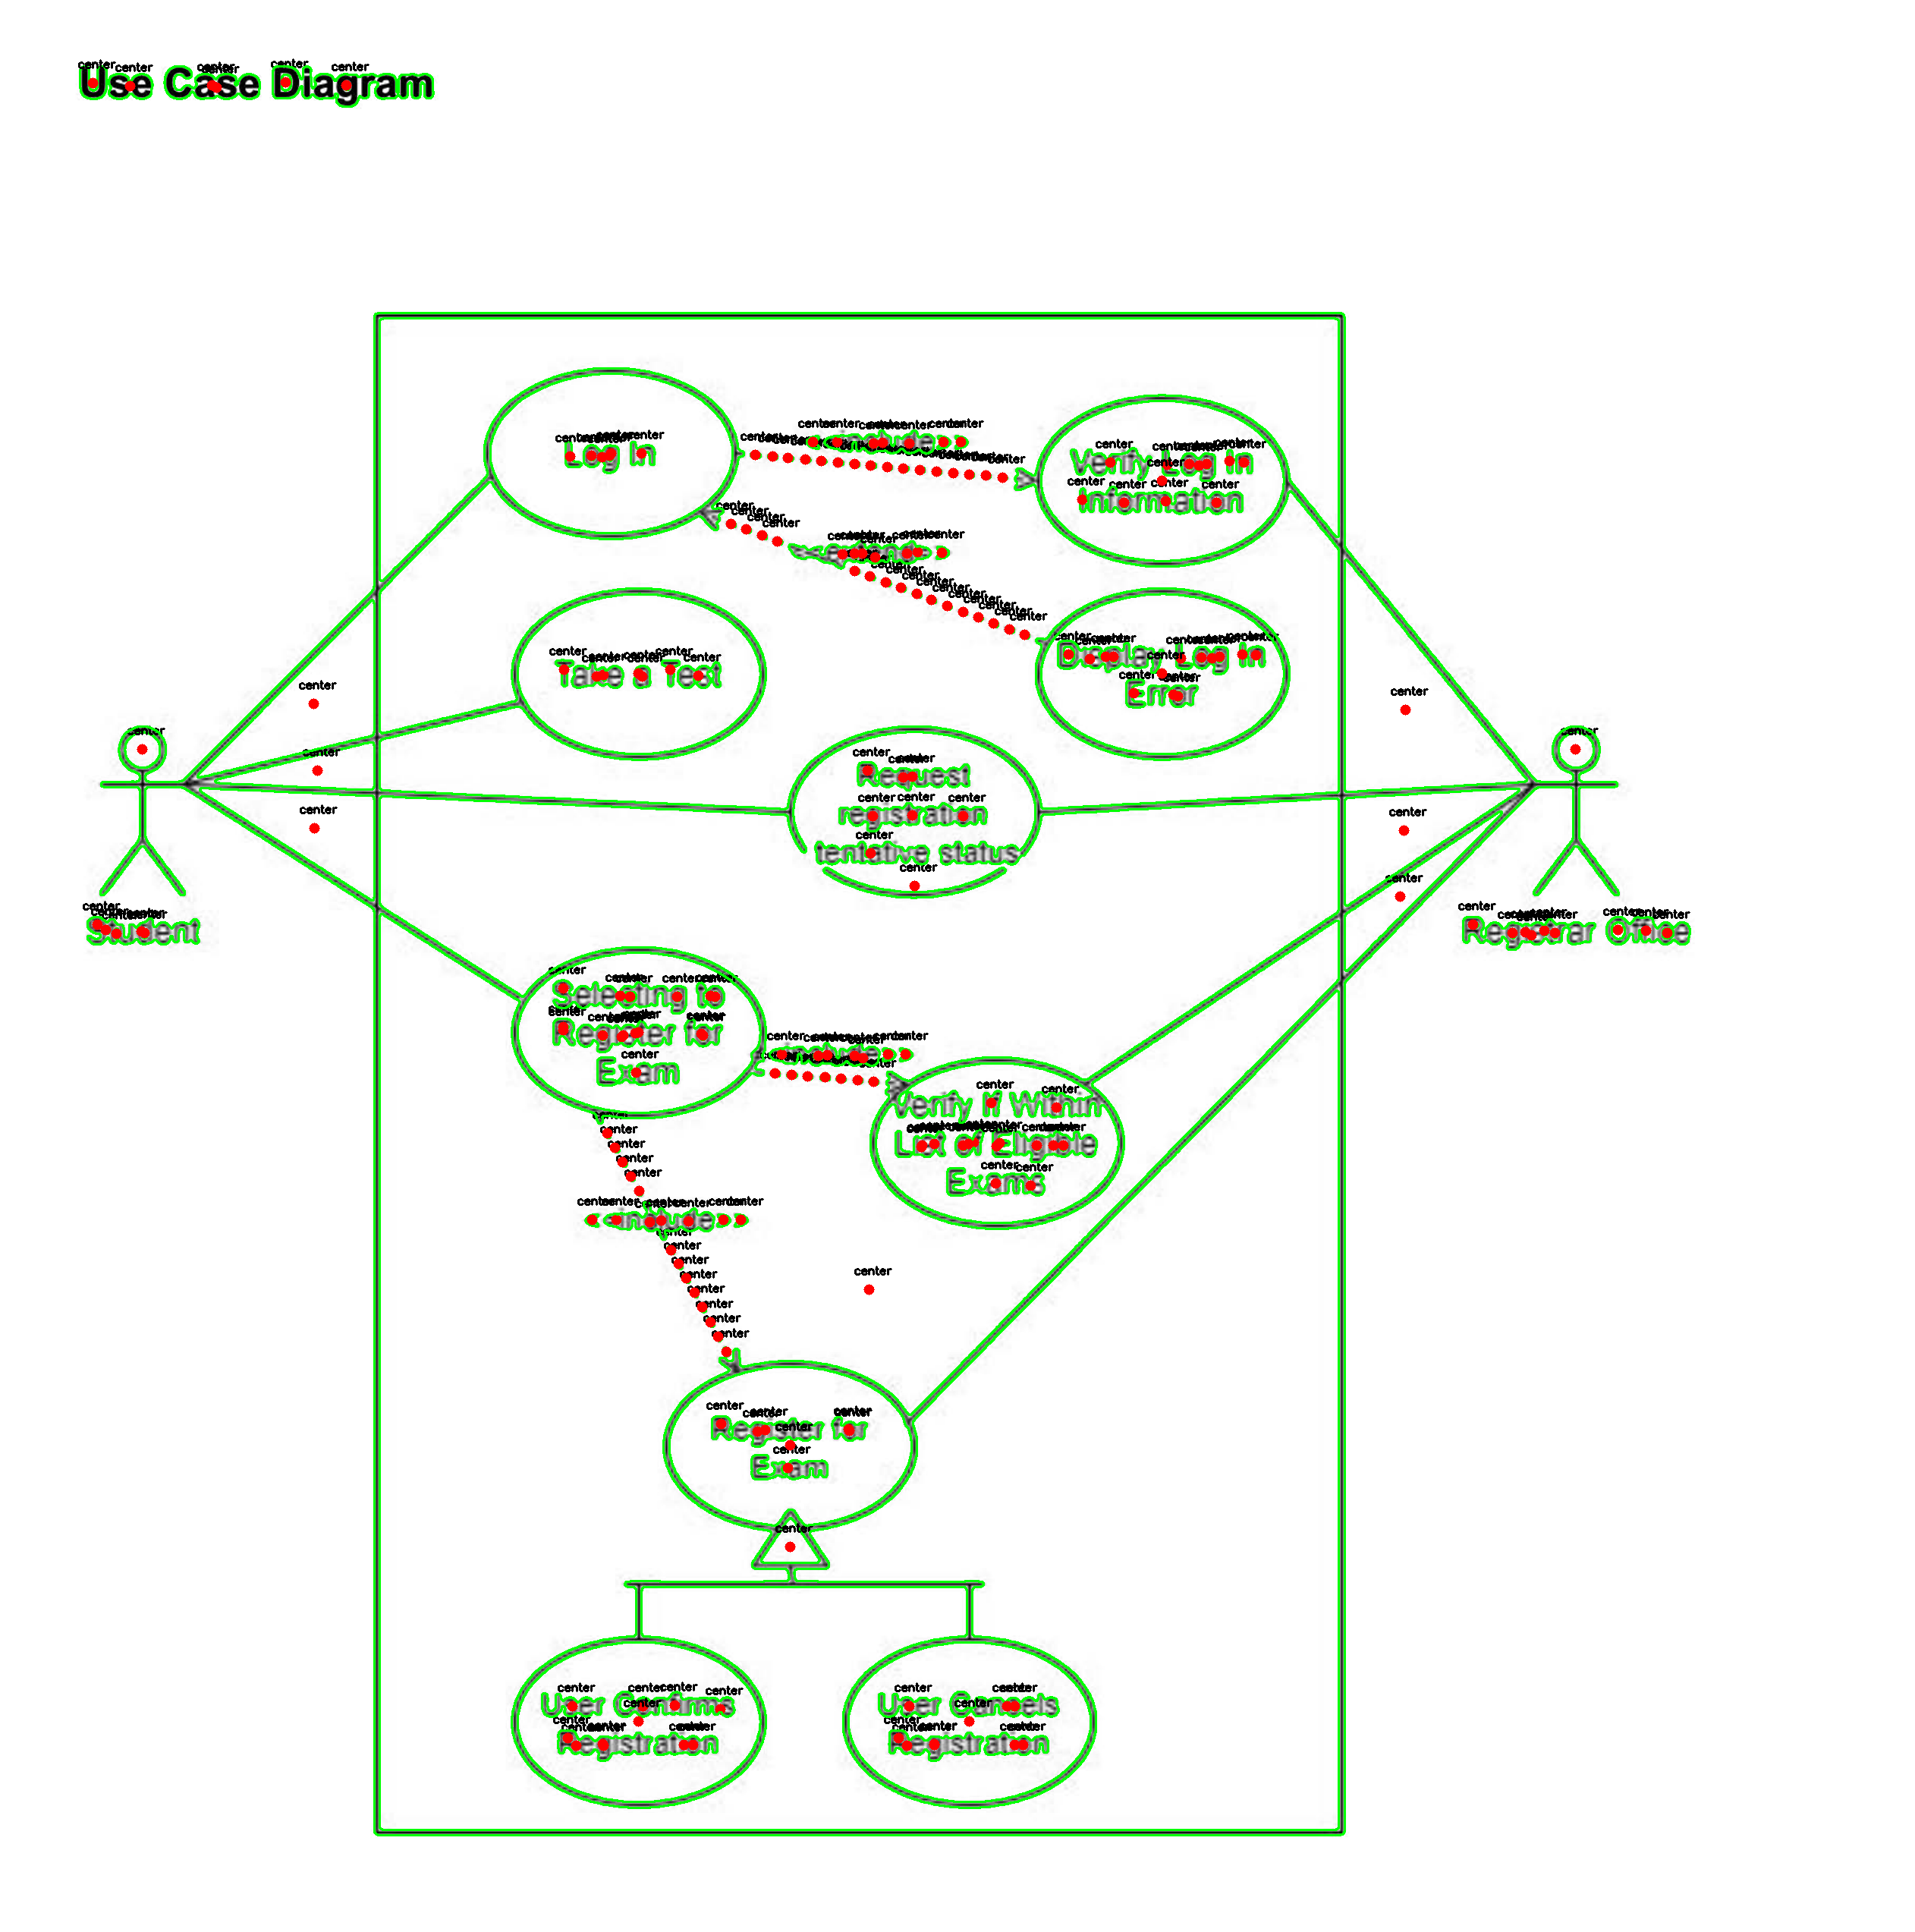 Use Case Diagram
Log In
<<include>>
Verify Log in
Information
<<extend>>
Take a Test
Display Log in
Error
Request
registration
tentative status
Student
Registrar Office
Selecting to
Register for
Exam
<<include>>
Verify If Within
List of Eligible
Exams
<<include>>
Register for
Exam
User Confirms
Registration
User Cancels
Registration
center